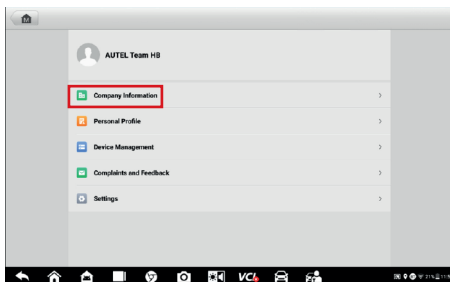 AUTEL Team HB
Company Information
Personal Profile
Device Management
Complaints and Feedback
Settings
VCI